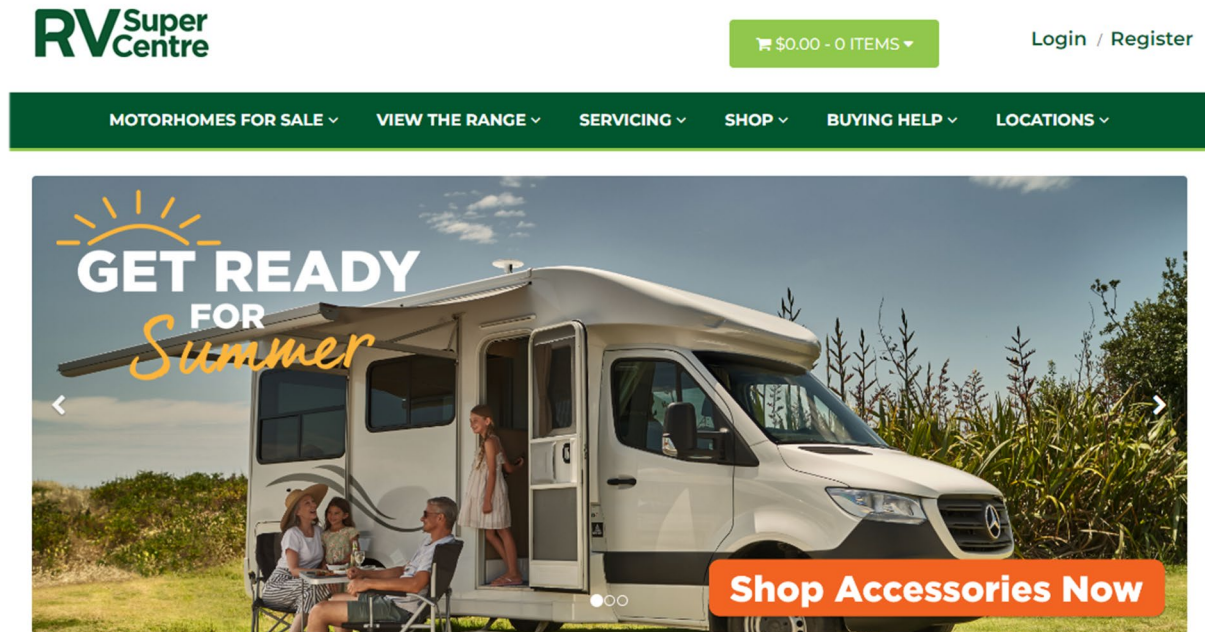 RV Super
Centre
$0.00 - 0 ITEMS
Login / Register
MOTORHOMES FOR SALE VIEW THE RANGE SERVICING SHOP BUYING HELP LOCATIONS
GET READY
FOR
Summer
Shop Accessories Now